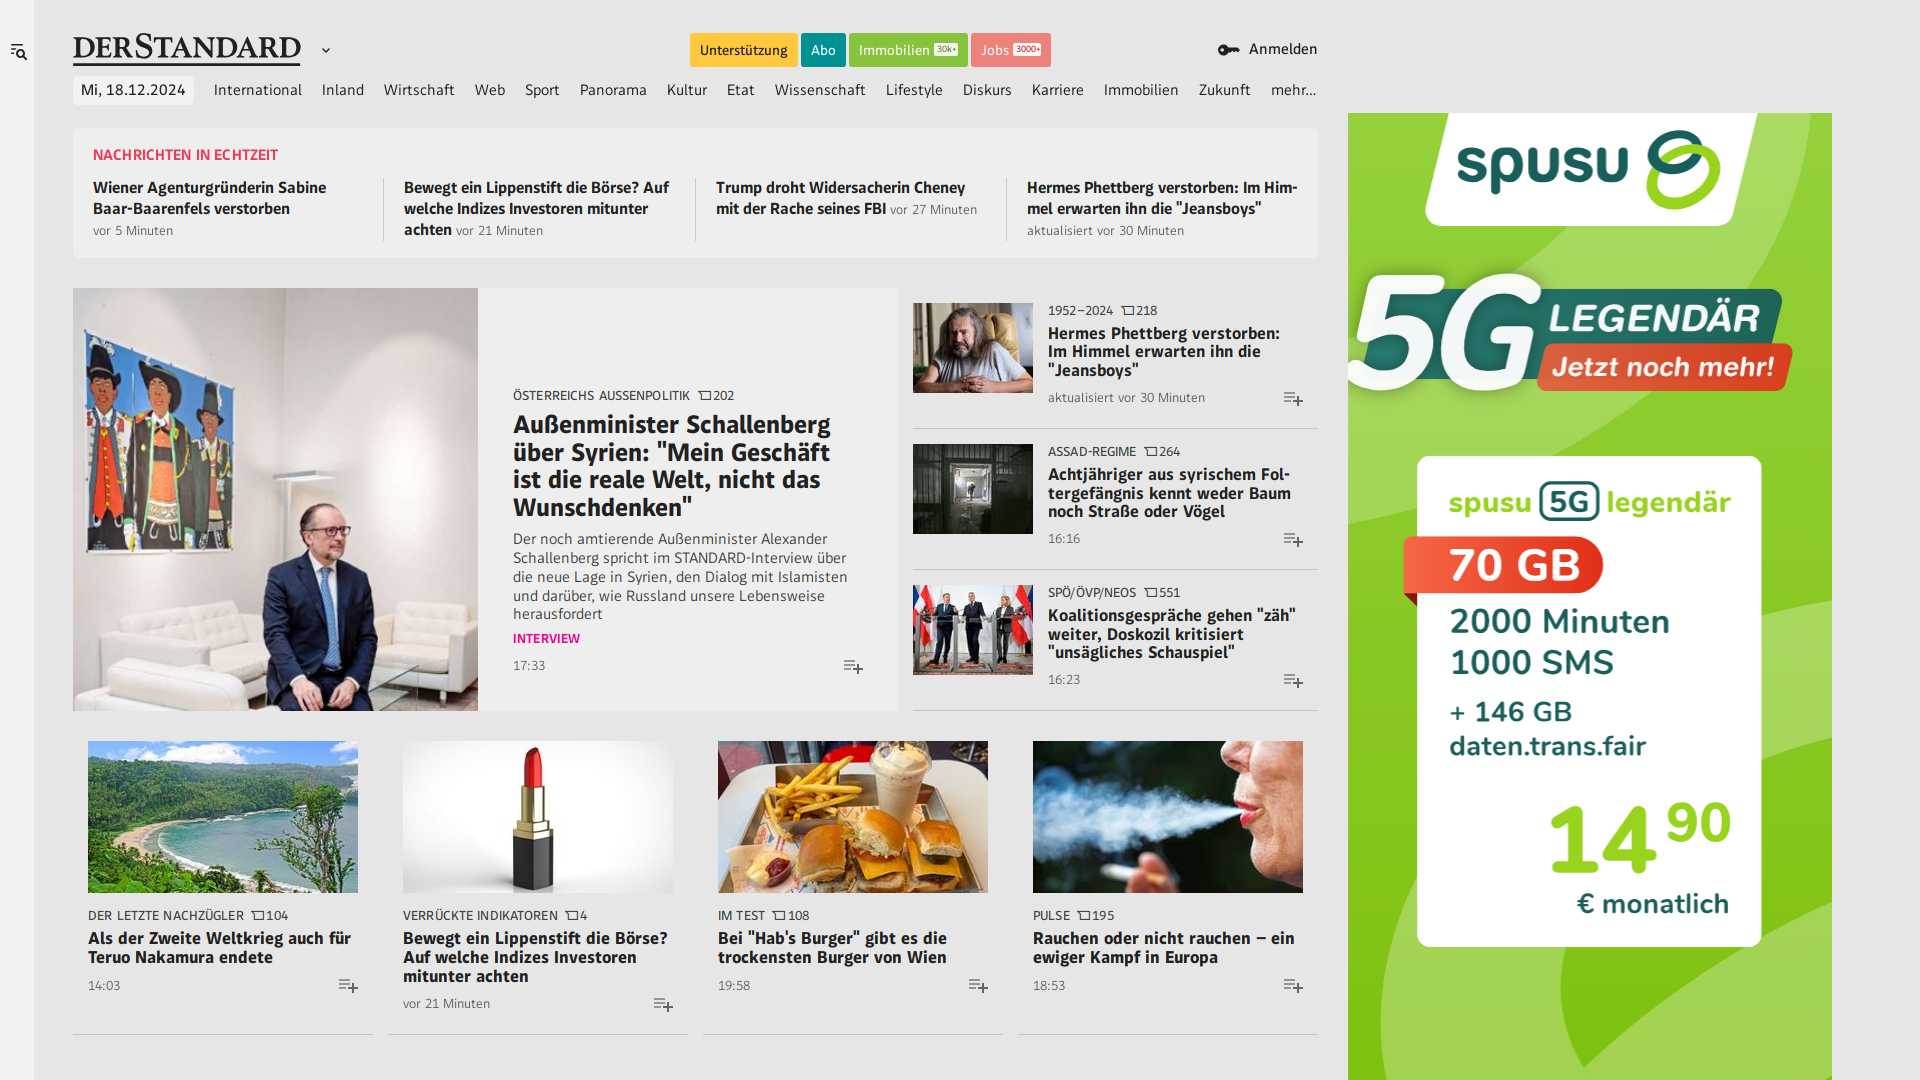 DERSTANDARD
Unterstützung
Abo
Immobilien 30k+
Jobs 3000+
Anmelden
Mi, 18.12.2024
International
Inland
Wirtschaft
Web
Sport
Panorama
Kultur
Etat
Wissenschaft
Lifestyle
Diskurs
Karriere
Immobilien
Zukunft
mehr...
NACHRICHTEN IN ECHTZEIT
Wiener Agenturgründerin Sabine
Baar-Baarenfels verstorben
vor 5 Minuten
Bewegt ein Lippenstift die Börse? Auf
welche Indizes Investoren mitunter
achten vor 21 Minuten
Trump droht Widersacherin Cheney
mit der Rache seines FBI vor 27 Minuten
Hermes Phettberg verstorben: Im Him-
mel erwarten ihn die "Jeansboys"
aktualisiert vor 30 Minuten
ÖSTERREICHS AUSSENPOLITIK 202
Außenminister Schallenberg
über Syrien: "Mein Geschäft
ist die reale Welt, nicht das
Wunschdenken"
Der noch amtierende Außenminister Alexander
Schallenberg spricht im STANDARD-Interview über
die neue Lage in Syrien, den Dialog mit Islamisten
und darüber, wie Russland unsere Lebensweise
herausfordert
INTERVIEW
17:33
1952–2024 218
Hermes Phettberg verstorben:
Im Himmel erwarten ihn die
"Jeansboys"
aktualisiert vor 30 Minuten
ASSAD-REGIME 264
Achtjähriger aus syrischem Fol-
tergefängnis kennt weder Baum
noch Straße oder Vögel
16:16
SPÖ/ÖVP/NEOS 551
Koalitionsgespräche gehen "zäh"
weiter, Doskozil kritisiert
"unsägliches Schauspiel"
16:23
DER LETZTE NACHZÜGLER 104
Als der Zweite Weltkrieg auch für
Teruo Nakamura endete
14:03
VERRÜCKTE INDIKATOREN 4
Bewegt ein Lippenstift die Börse?
Auf welche Indizes Investoren
mitunter achten
vor 21 Minuten
IM TEST 108
Bei "Hab's Burger" gibt es die
trockensten Burger von Wien
19:58
PULSE 195
Rauchen oder nicht rauchen – ein
ewiger Kampf in Europa
18:53
spusu
5G LEGENDÄR
Jetzt noch mehr!
spusu 5G legendär
70 GB
2000 Minuten
1000 SMS
+ 146 GB
daten.trans.fair
14 90
€ monatlich